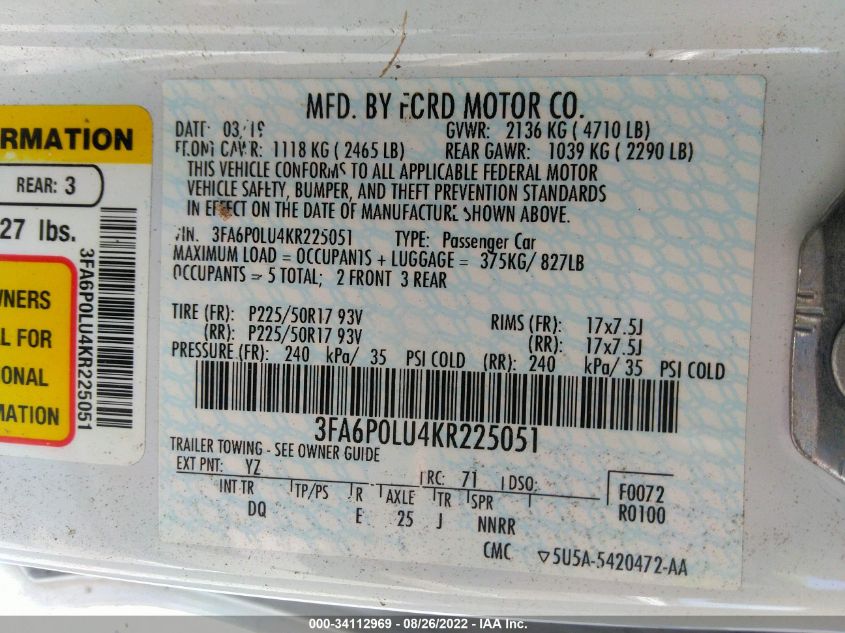 MFD. BY FORD MOTOR CO.
DATE: 03/19 GVWR: 2136 KG ( 4710 LB)
FRONT GAWR: 1118 KG ( 2465 LB) REAR GAWR: 1039 KG ( 2290 LB)
THIS VEHICLE CONFORMS TO ALL APPLICABLE FEDERAL MOTOR
VEHICLE SAFETY, BUMPER, AND THEFT PREVENTION STANDARDS
IN EFFECT ON THE DATE OF MANUFACTURE SHOWN ABOVE.
VIN: 3FA6P0LU4KR225051 TYPE: Passenger Car
MAXIMUM LOAD = OCCUPANTS + LUGGAGE = 375KG/ 827LB
OCCUPANTS = 5 TOTAL; 2 FRONT 3 REAR
TIRE (FR): P225/50R17 93V RIMS (FR): 17x7.5J
(RR): P225/50R17 93V (RR): 17x7.5J
PRESSURE (FR): 240 kPa/ 35 PSI COLD (RR): 240 kPa/ 35 PSI COLD
3FA6P0LU4KR225051
TRAILER TOWING - SEE OWNER GUIDE
EXT PNT: YZ RC: 71 DSO:
INT TR TP/PS R AXLE TR SPR F0072
DQ E 25 J NNRR R0100
CMC ▽5U5A-5420472-AA
RMATION
REAR: 3
27 lbs.
3FA6P0LU4KR225051
WNERS
L FOR
IONAL
MATION
000-34112969 - 08/26/2022 - IAA Inc.